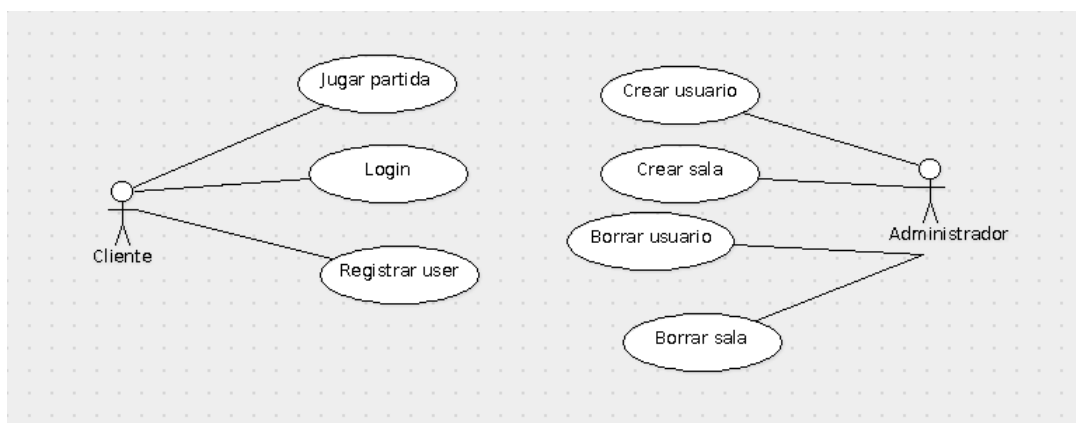 Jugar partida
Login
Cliente
Registrar user
Crear usuario
Crear sala
Administrador
Borrar usuario
Borrar sala